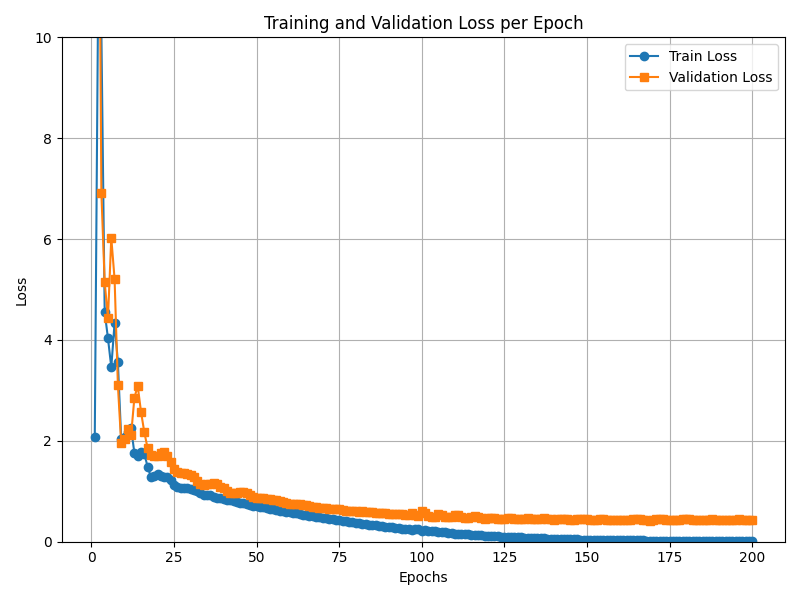 Training and Validation Loss per Epoch
Train Loss
Validation Loss
Loss
10
8
6
4
2
0
0 25 50 75 100 125 150 175 200
Epochs